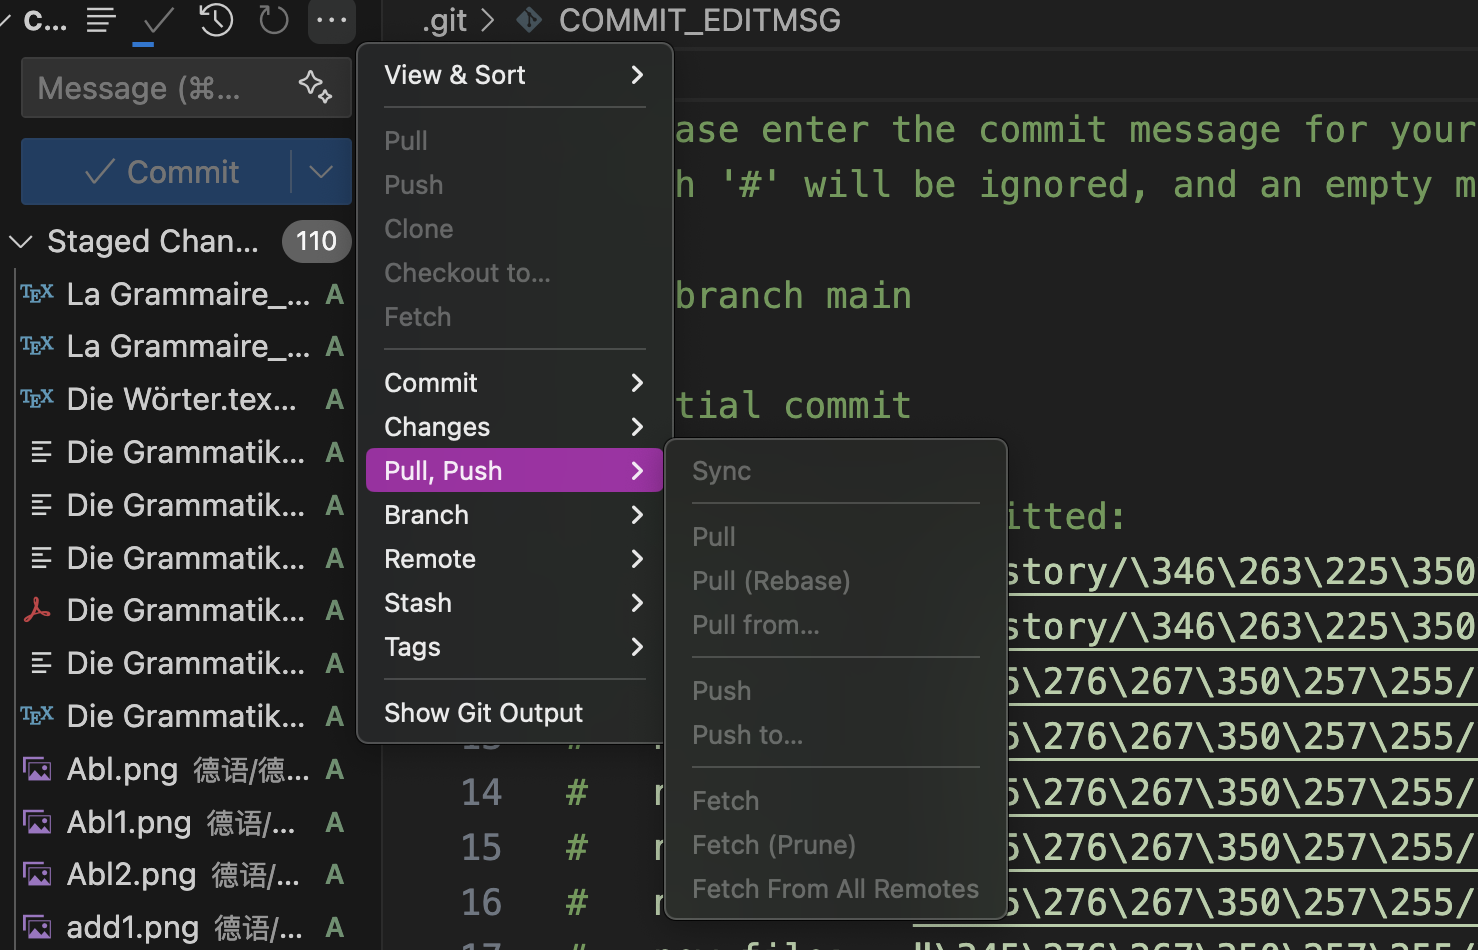 C...
.git > COMMIT_EDITMSG
Message (⌘...
Commit
Staged Chan... 110
TEX La Grammaire_... A
TEX La Grammaire_... A
TEX Die Wörter.tex... A
Die Grammatik... A
Die Grammatik... A
Die Grammatik... A
Die Grammatik... A
Die Grammatik... A
TEX Die Grammatik... A
Abl.png 德语/德... A
Abl1.png 德语/... A
Abl2.png 德语/... A
add1.png 德语/... A
View & Sort
Pull
Push
Clone
Checkout to...
Fetch
Commit
Changes
Pull, Push
Branch
Remote
Stash
Tags
Show Git Output
Sync
Pull
Pull (Rebase)
Pull from...
Push
Push to...
Fetch
Fetch (Prune)
Fetch From All Remotes
ase enter the commit message for your
h '#' will be ignored, and an empty m
branch main
tial commit
itted:
story/\346\263\225\350
story/\346\263\225\350
\276\267\350\257\255/
\276\267\350\257\255/
14 # \276\267\350\257\255/
15 # \276\267\350\257\255/
16 # \276\267\350\257\255/